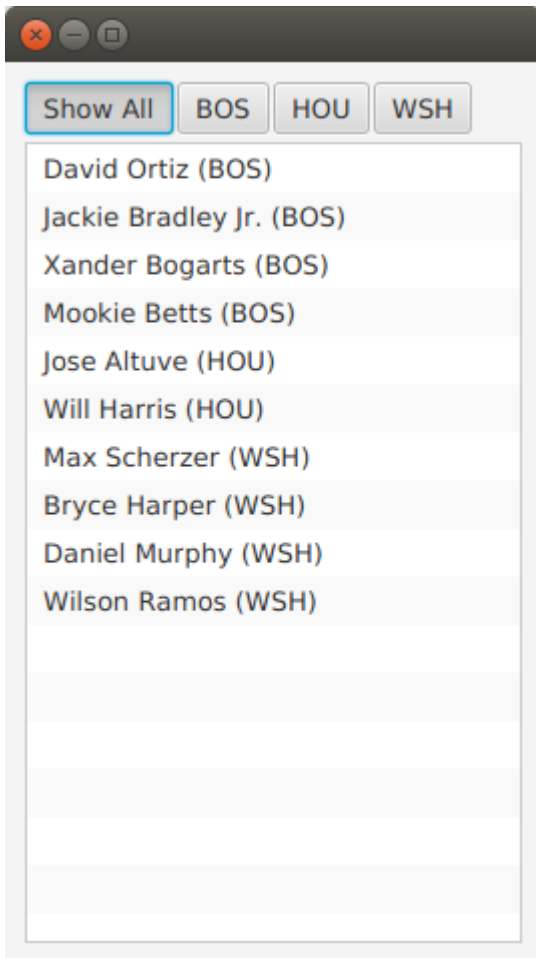 Show All BOS HOU WSH
David Ortiz (BOS)
Jackie Bradley Jr. (BOS)
Xander Bogarts (BOS)
Mookie Betts (BOS)
Jose Altuve (HOU)
Will Harris (HOU)
Max Scherzer (WSH)
Bryce Harper (WSH)
Daniel Murphy (WSH)
Wilson Ramos (WSH)